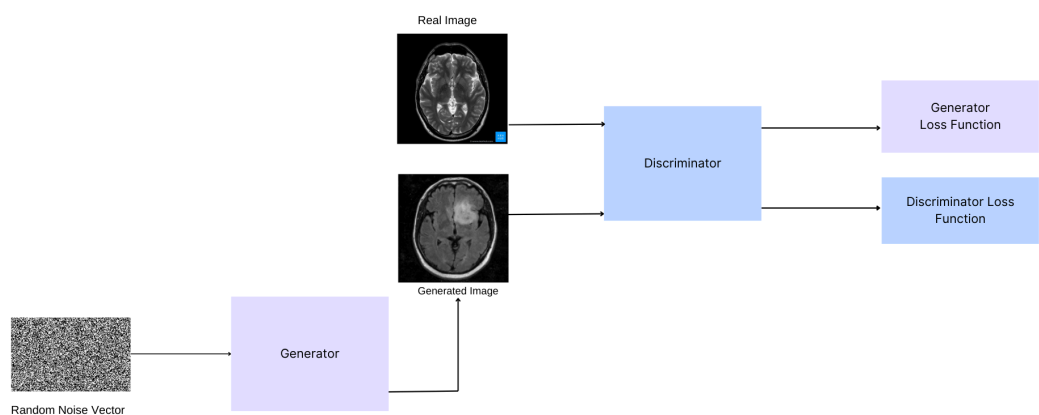 Real Image
Generator
Loss Function
Discriminator
Discriminator Loss
Function
Generated Image
Generator
Random Noise Vector